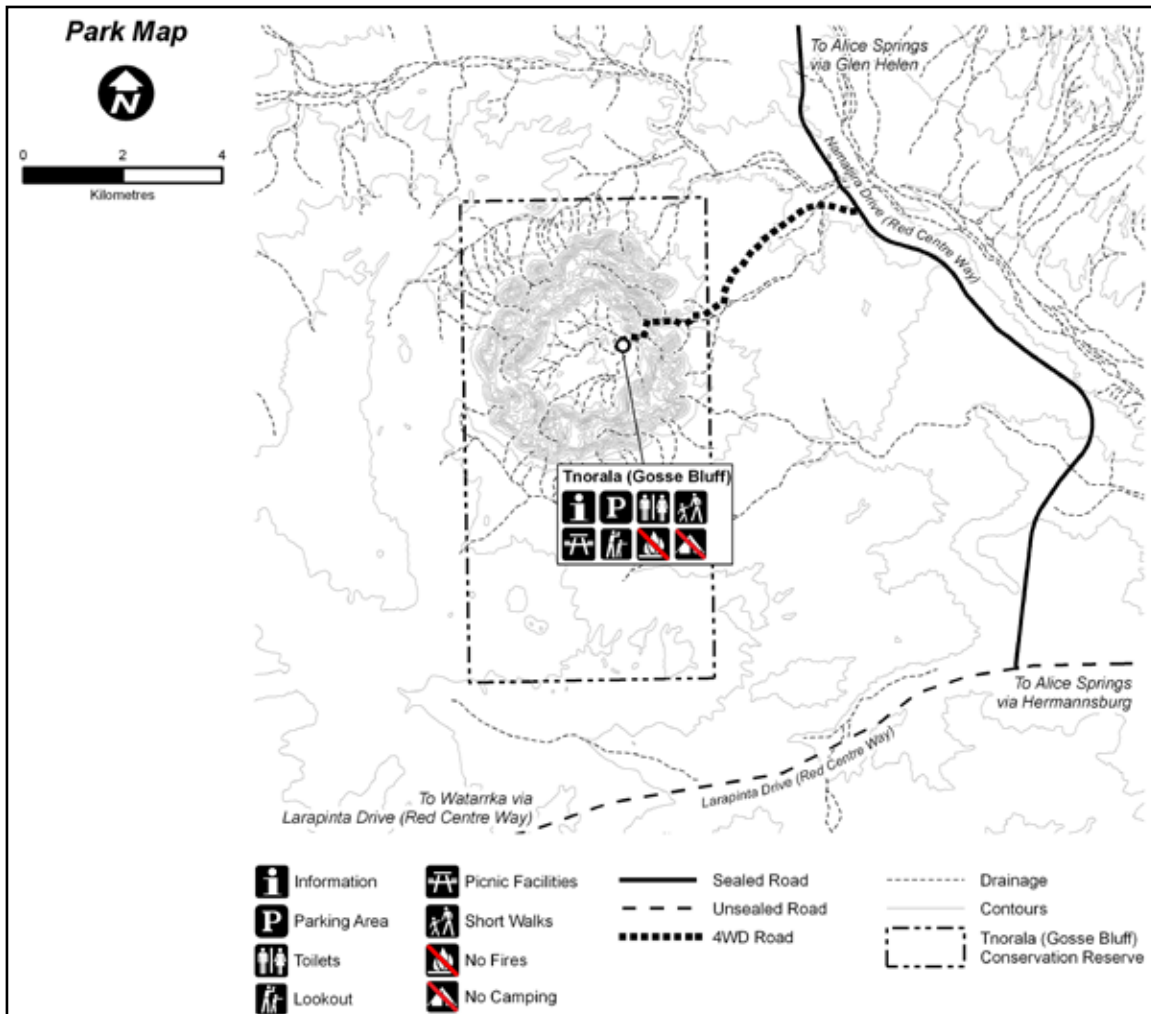 Park Map
N
0 2 4
Kilometres
To Alice Springs
via Glen Helen
Namatjira Drive (Red Centre Way)
Tnorala (Gosse Bluff)
i P
To Alice Springs
via Hermannsburg
Larapinta Drive (Red Centre Way)
To Watarrka via
Larapinta Drive (Red Centre Way)
i Information
P Parking Area
Toilets
Lookout
Picnic Facilities
Short Walks
No Fires
No Camping
Sealed Road
Unsealed Road
4WD Road
Drainage
Contours
Tnorala (Gosse Bluff)
Conservation Reserve